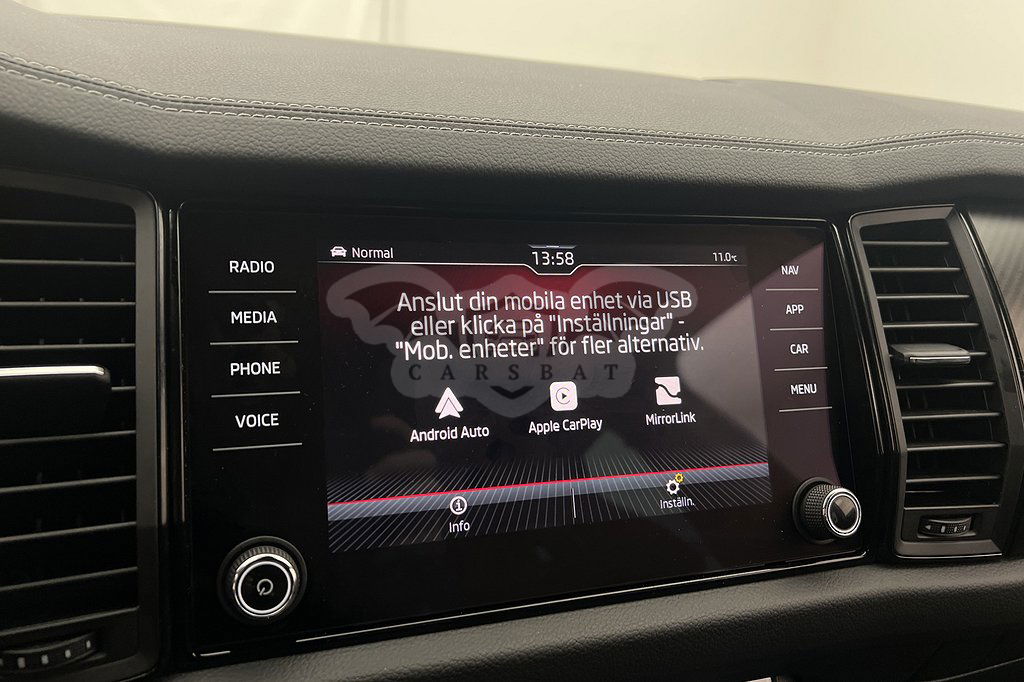 Normal
13:58
11.0°C
RADIO
MEDIA
PHONE
VOICE
Anslut din mobila enhet via USB
eller klicka på "Inställningar" -
"Mob. enheter" för fler alternativ.
CARSBAT
Android Auto
Apple CarPlay
MirrorLink
Info
Inställn.
NAV
APP
CAR
MENU